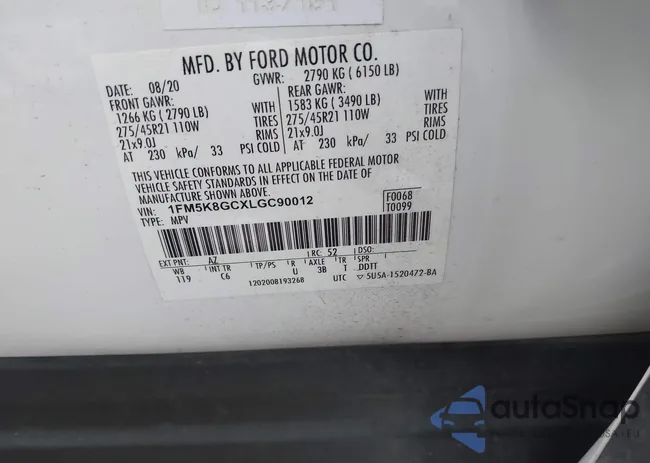 MFD. BY FORD MOTOR CO.
DATE: 08/20 GVWR: 2790 KG ( 6150 LB)
FRONT GAWR: REAR GAWR:
1266 KG ( 2790 LB) WITH 1583 KG ( 3490 LB) WITH
275/45R21 110W TIRES 275/45R21 110W TIRES
21x9.0J RIMS 21x9.0J RIMS
AT 230 kPa/ 33 PSI COLD AT 230 kPa/ 33 PSI COLD
THIS VEHICLE CONFORMS TO ALL APPLICABLE FEDERAL MOTOR
VEHICLE SAFETY STANDARDS IN EFFECT ON THE DATE OF
MANUFACTURE SHOWN ABOVE.
VIN: 1FM5K8GCXLGC90012 F0068
TYPE: MPV T0099
EXT PNT: AZ RC: 52 DSO:
WB INT TR TP/PS R AXLE TR SPR
119 C6 U 3B T ..DDTT
1202008193268 UTC ▽ 5U5A-1520472-BA
autoSnap